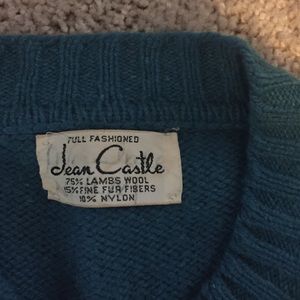 FULL FASHIONED
Jean Castle
75% LAMBS WOOL
15% FINE FUR FIBERS
10% NYLON